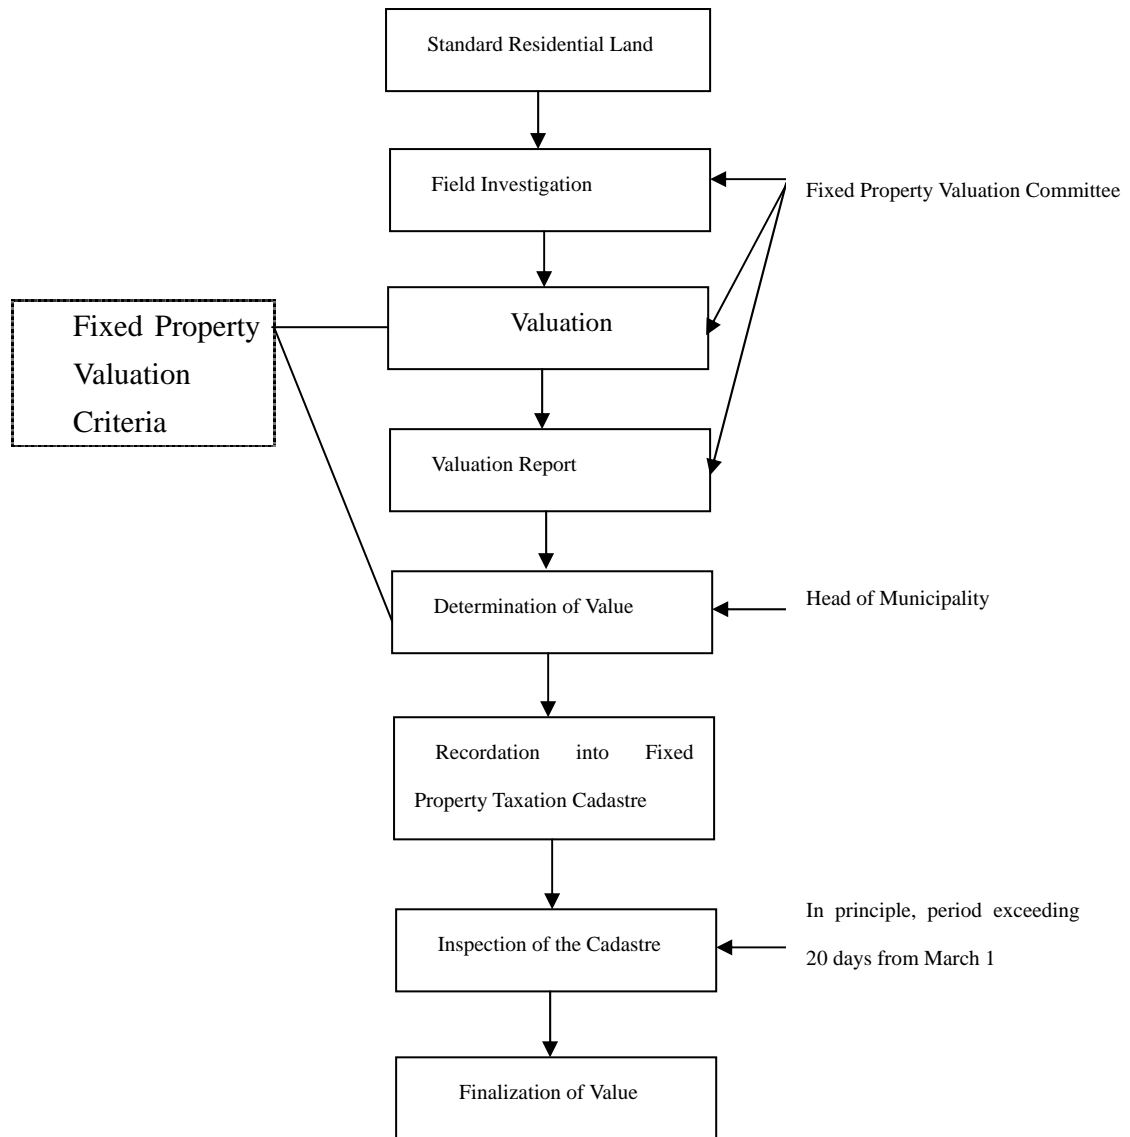 Standard Residential Land
Field Investigation
Fixed Property Valuation Committee
Valuation
Fixed Property
Valuation
Criteria
Valuation Report
Determination of Value
Head of Municipality
Recordation into Fixed
Property Taxation Cadastre
Inspection of the Cadastre
In principle, period exceeding
20 days from March 1
Finalization of Value